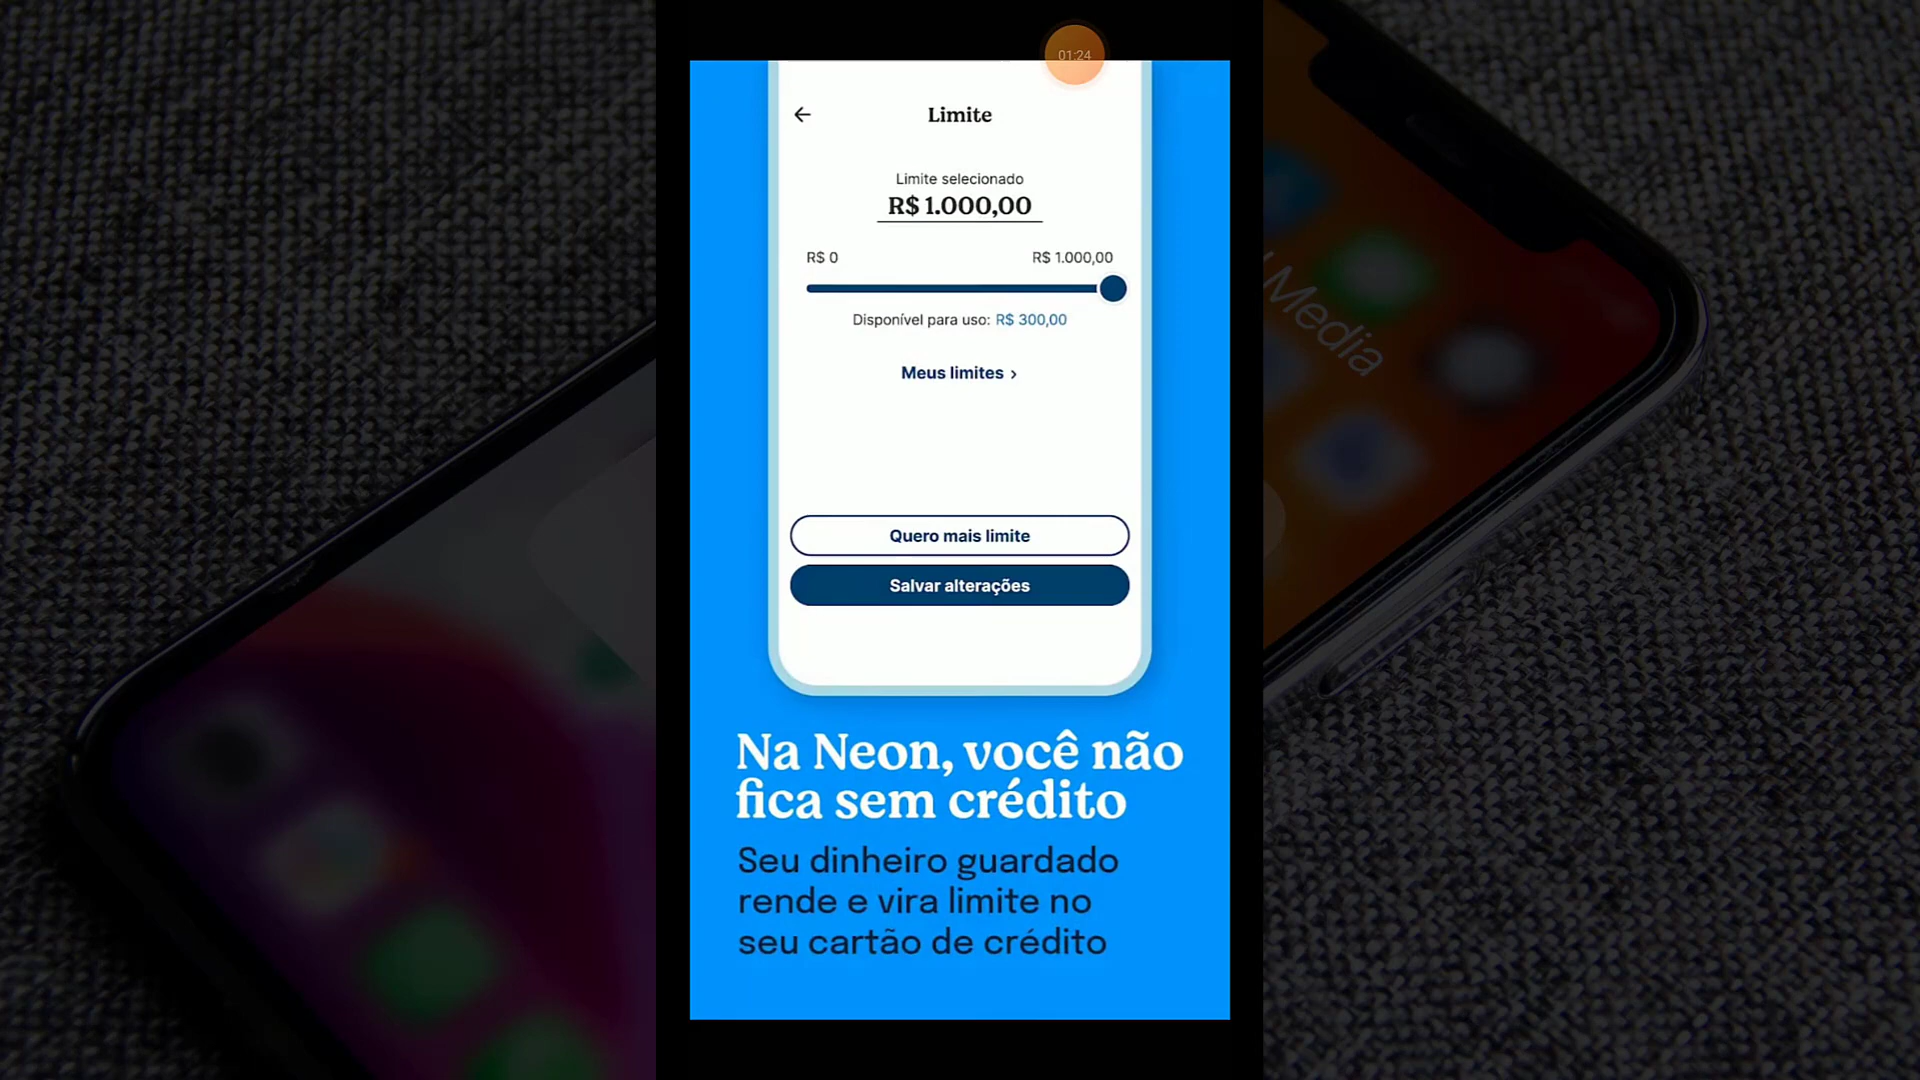 01:24
Limite
Limite selecionado
R$ 1.000,00
R$ 0
R$ 1.000,00
Disponível para uso: R$ 300,00
Meus limites ›
Quero mais limite
Salvar alterações
Na Neon, você não
fica sem crédito
Seu dinheiro guardado
rende e vira limite no
seu cartão de crédito
Media